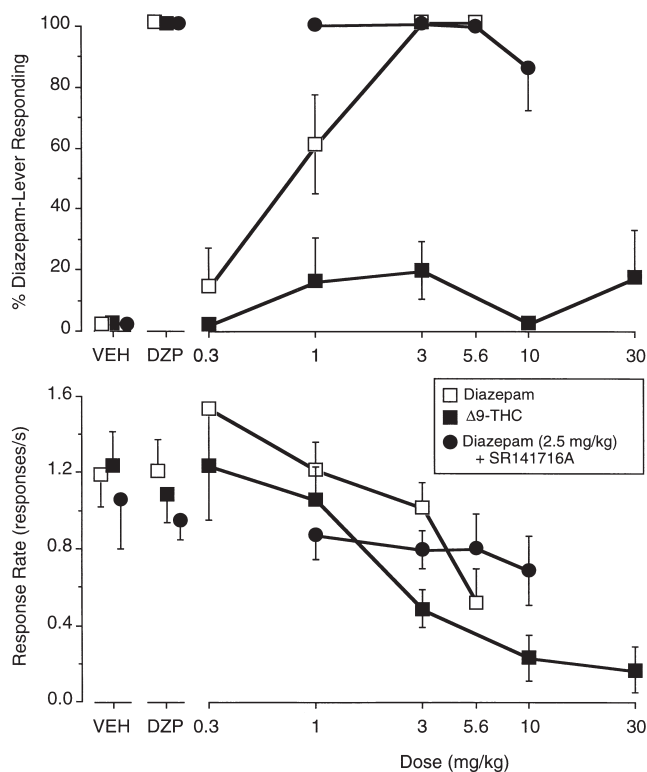 % Diazepam-Lever Responding
100
80
60
40
20
0
VEH DZP 0.3 1 3 5.6 10 30
Response Rate (responses/s)
1.6
1.2
0.8
0.4
0.0
Diazepam
Δ9-THC
Diazepam (2.5 mg/kg)
+ SR141716A
VEH DZP 0.3 1 3 5.6 10 30
Dose (mg/kg)